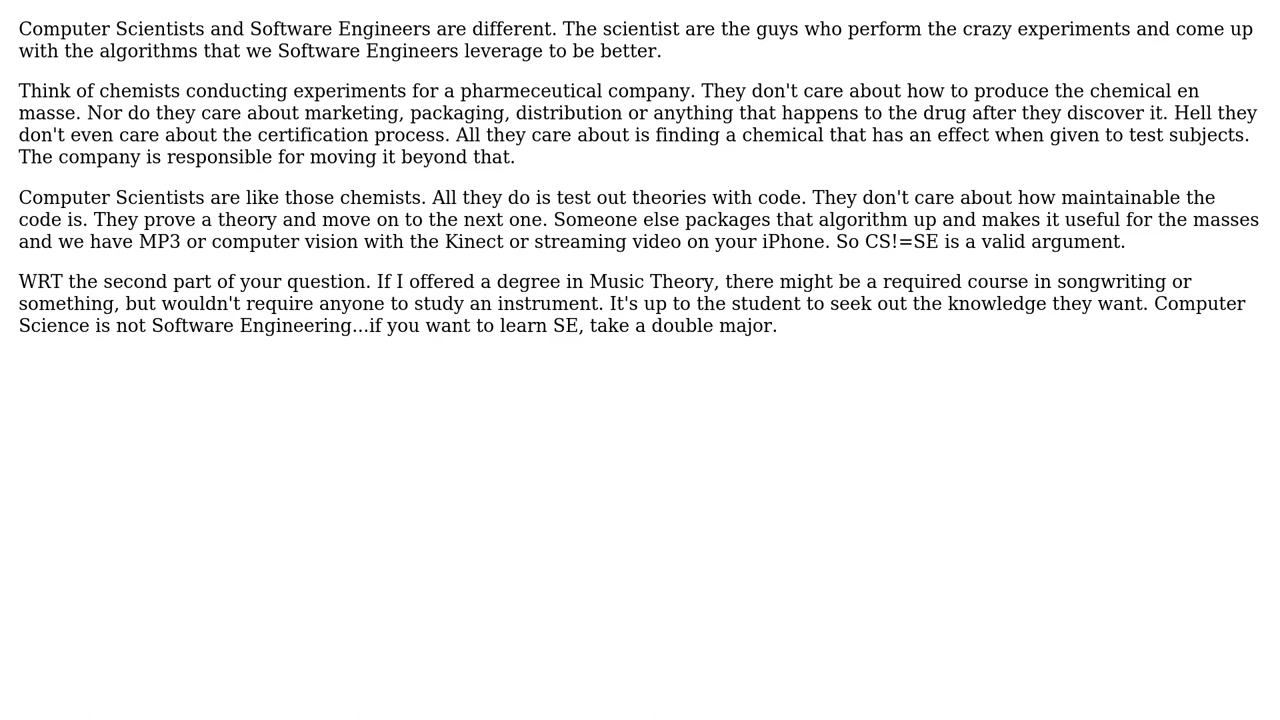 Computer Scientists and Software Engineers are different. The scientist are the guys who perform the crazy experiments and come up
with the algorithms that we Software Engineers leverage to be better.
Think of chemists conducting experiments for a pharmeceutical company. They don't care about how to produce the chemical en
masse. Nor do they care about marketing, packaging, distribution or anything that happens to the drug after they discover it. Hell they
don't even care about the certification process. All they care about is finding a chemical that has an effect when given to test subjects.
The company is responsible for moving it beyond that.
Computer Scientists are like those chemists. All they do is test out theories with code. They don't care about how maintainable the
code is. They prove a theory and move on to the next one. Someone else packages that algorithm up and makes it useful for the masses
and we have MP3 or computer vision with the Kinect or streaming video on your iPhone. So CS!=SE is a valid argument.
WRT the second part of your question. If I offered a degree in Music Theory, there might be a required course in songwriting or
something, but wouldn't require anyone to study an instrument. It's up to the student to seek out the knowledge they want. Computer
Science is not Software Engineering...if you want to learn SE, take a double major.